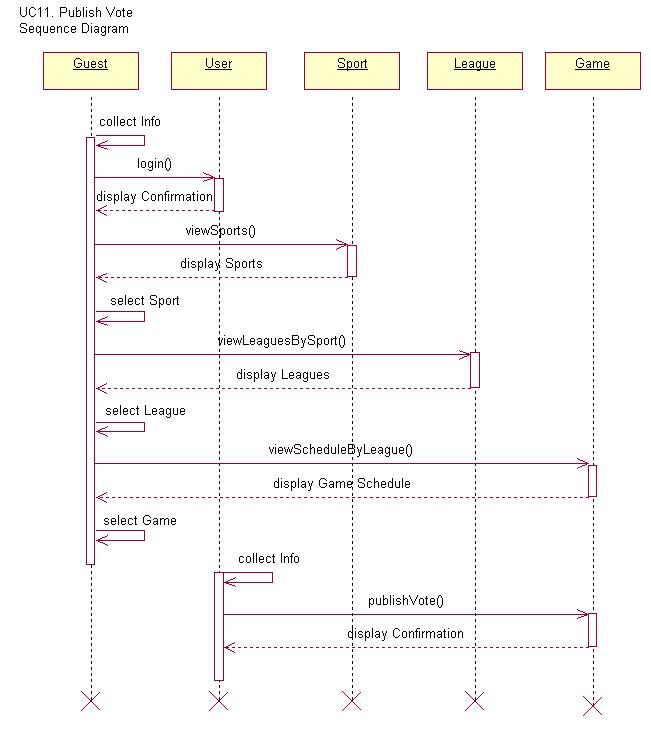 UC11. Publish Vote
Sequence Diagram
Guest
User
Sport
League
Game
collect Info
login()
display Confirmation
viewSports()
display Sports
select Sport
viewLeaguesBySport()
display Leagues
select League
viewScheduleByLeague()
display Game Schedule
select Game
collect Info
publishVote()
display Confirmation